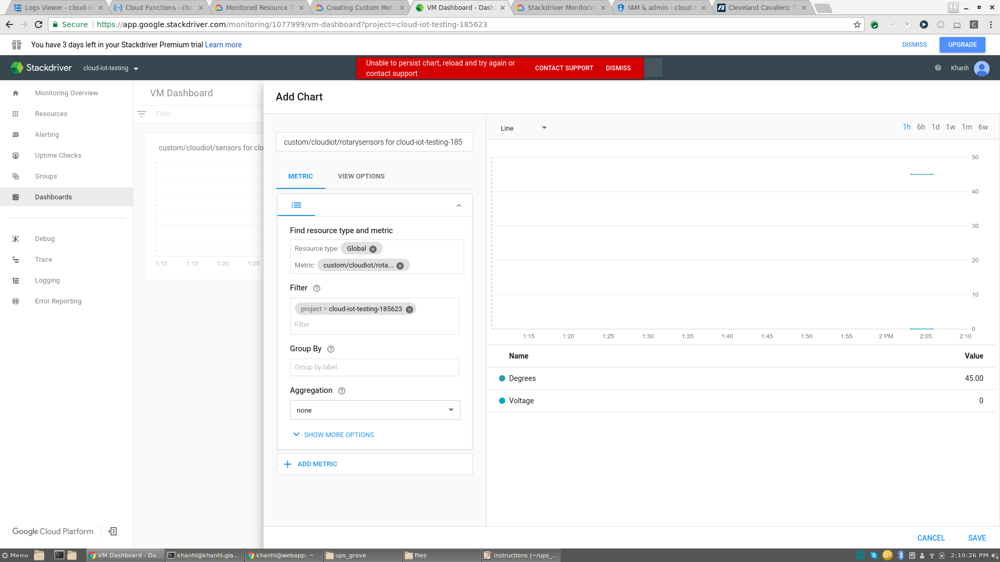 Logs Viewer - cloud-io
Cloud Functions - clou
Monitored Resource Ty
Creating Custom Metr
VM Dashboard - Dash
Stackdriver Monitorin
IAM & admin - cloud-i
Cleveland Cavaliers: T
Secure
https://app.google.stackdriver.com/monitoring/1077999/vm-dashboard?project=cloud-iot-testing-185623
You have 3 days left in your Stackdriver Premium trial Learn more
DISMISS
UPGRADE
Stackdriver
cloud-iot-testing
Unable to persist chart, reload and try again or
contact support
CONTACT SUPPORT
DISMISS
Khanh
Monitoring Overview
Resources
Alerting
Uptime Checks
Groups
Dashboards
Debug
Trace
Logging
Error Reporting
Google Cloud Platform
VM Dashboard
Filter...
custom/cloudiot/sensors for clo
1:10 1:15 1:20 1:25
Add Chart
custom/cloudiot/rotarysensors for cloud-iot-testing-185
METRIC
VIEW OPTIONS
Find resource type and metric
Resource type: Global
Metric: custom/cloudiot/rota...
Filter
project = cloud-iot-testing-185623
Filter
Group By
Group by label
Aggregation
none
SHOW MORE OPTIONS
ADD METRIC
Line
1h 6h 1d 1w 1m 6w
50
40
30
20
10
0
1:15 1:20 1:25 1:30 1:35 1:40 1:45 1:50 1:55 2 PM 2:05 2:10
Name Value
Degrees 45.00
Voltage 0
CANCEL
SAVE
Menu
VM Dashboard - Da...
khanhl@khanhl-gla...
khanhl@webapp: ~
ups_grove
files
instructions (~/ups_...
2:10:26 PM